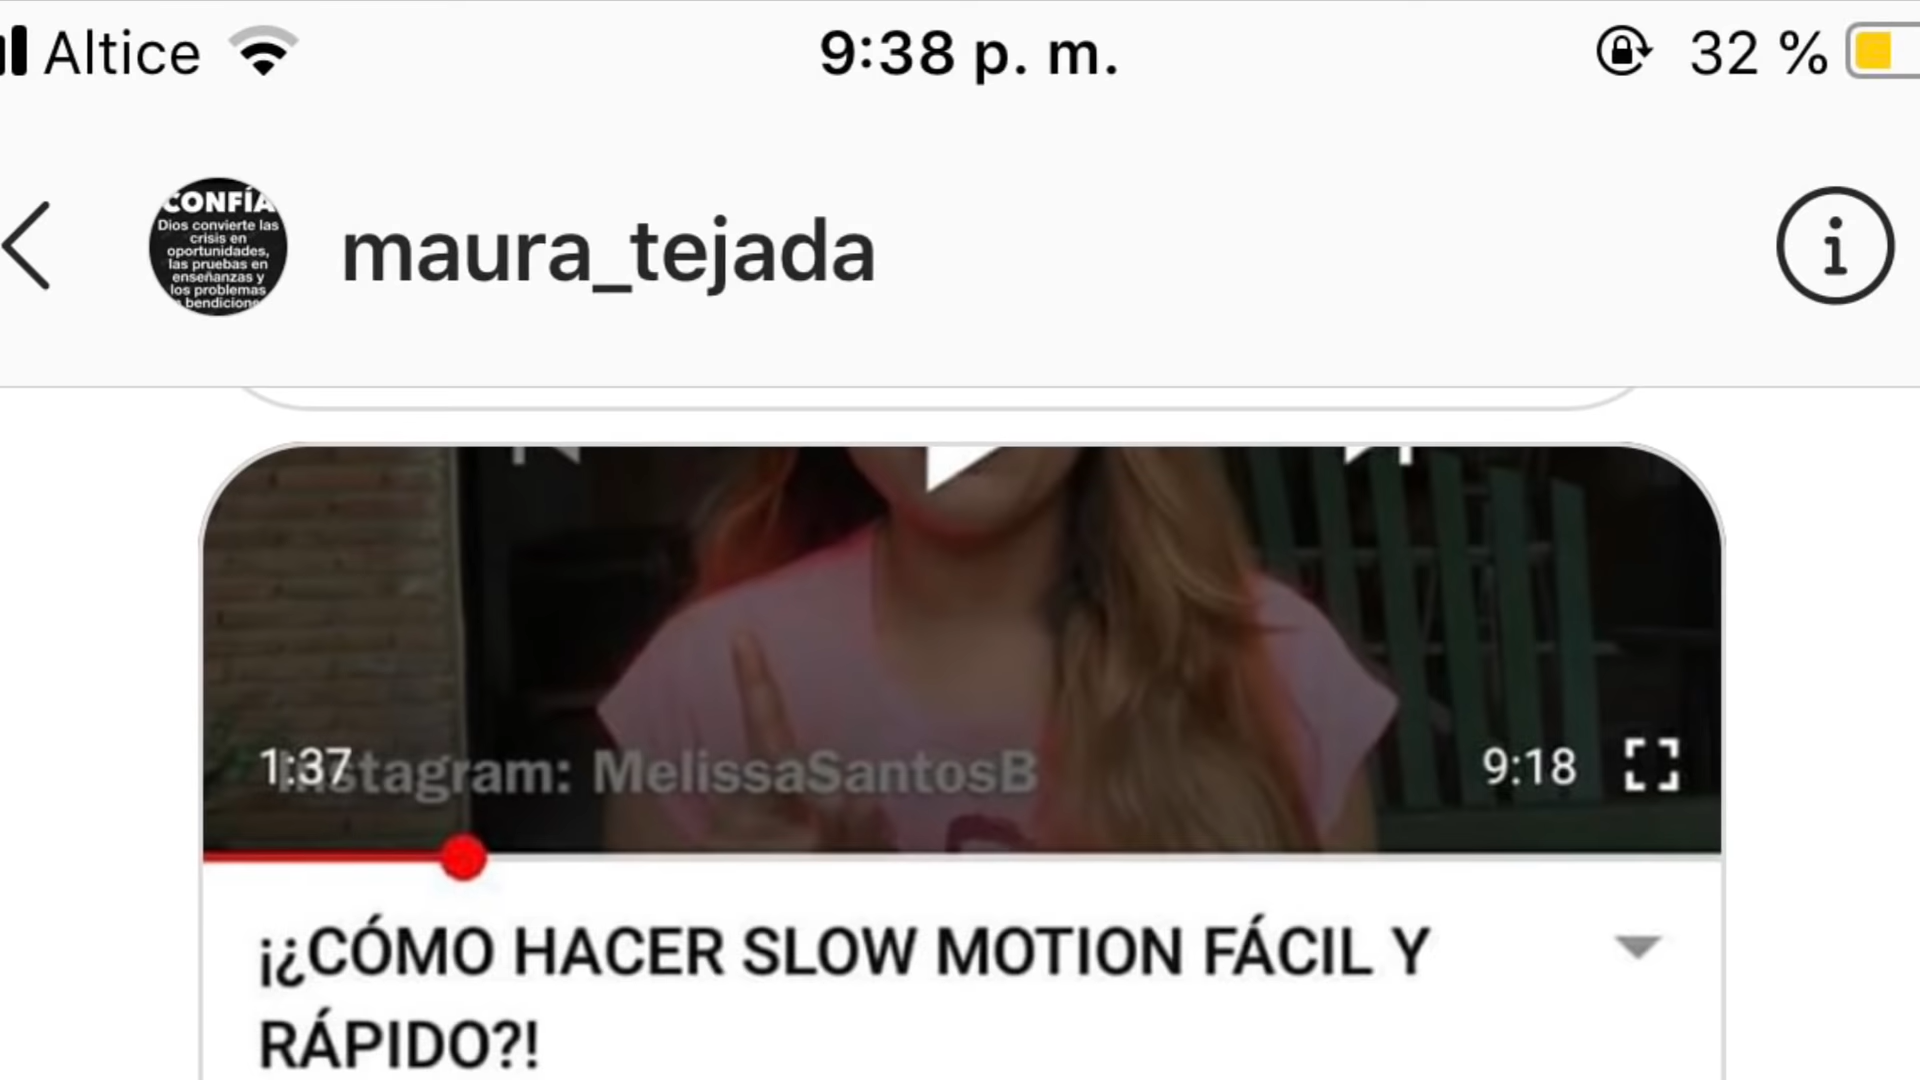 Altice
9:38 p. m.
32 %
CONFÍA
Dios convierte las
crisis en
oportunidades,
las pruebas en
enseñanzas y
los problemas
maura_tejada
1:37
Instagram: MelissaSantosB
9:18
¡¿CÓMO HACER SLOW MOTION FÁCIL Y
RÁPIDO?!